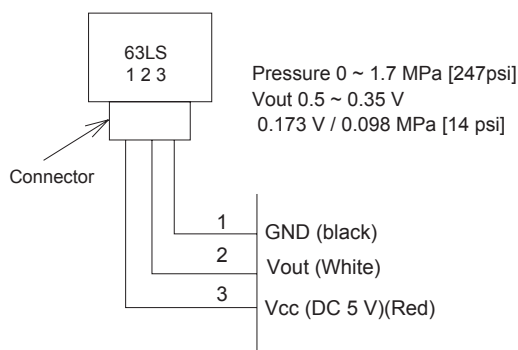 63LS
1 2 3
Pressure 0 ~ 1.7 MPa [247psi]
Vout 0.5 ~ 0.35 V
0.173 V / 0.098 MPa [14 psi]
Connector
1
GND (black)
2
Vout (White)
3
Vcc (DC 5 V)(Red)